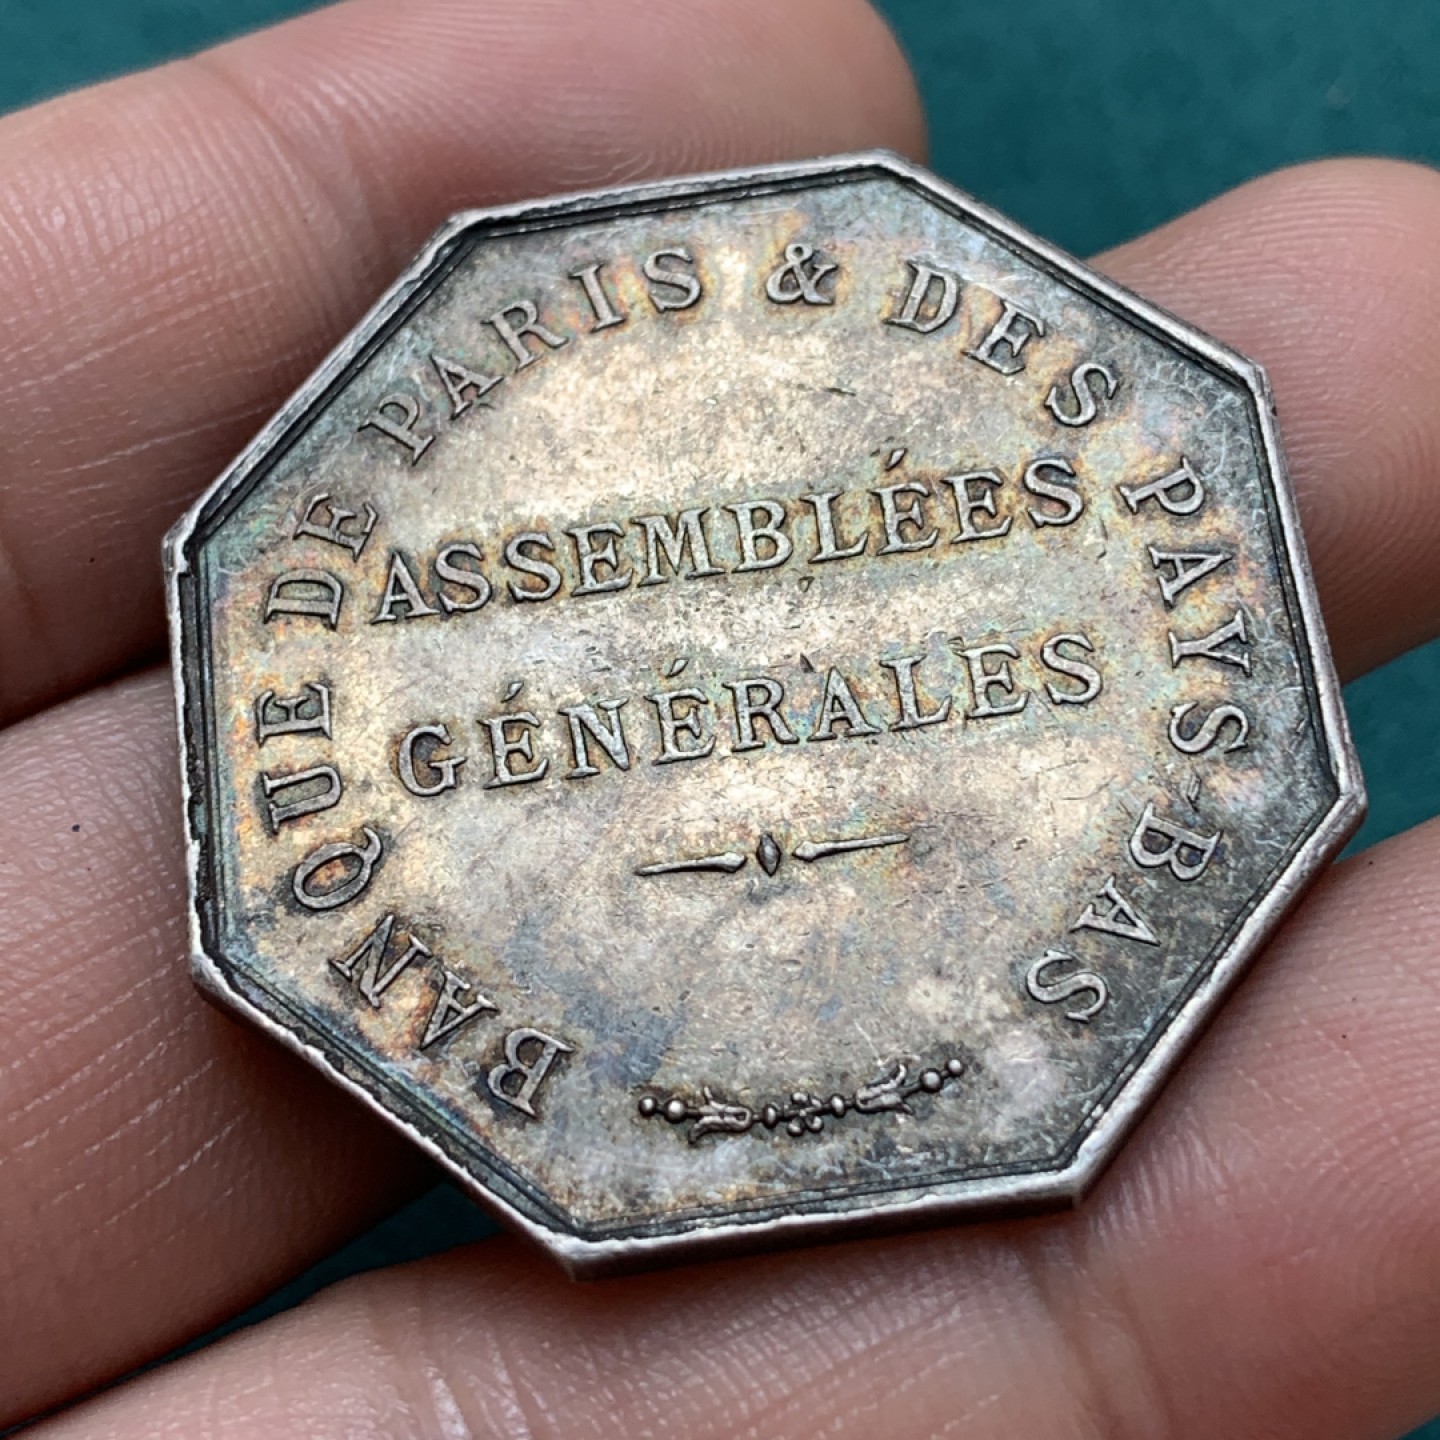 BANQUE DE PARIS & DES PAYS-BAS
ASSEMBLÉES
GÉNÉRALES